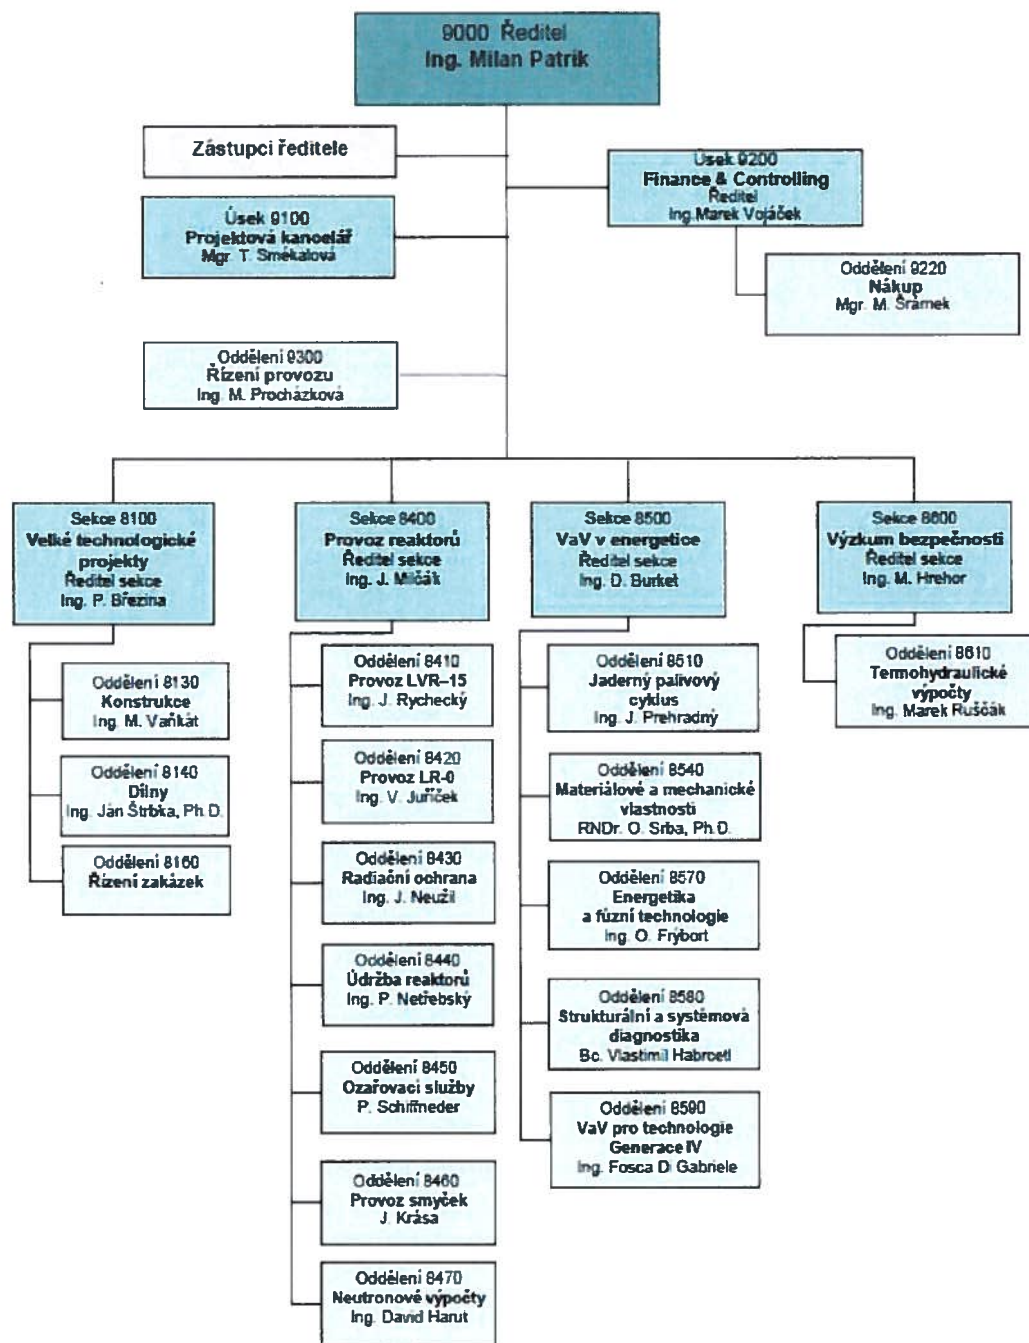 9000 Ředitel
Ing. Milan Patrik
Zástupci ředitele
Úsek 9200
Finance & Controlling
Ředitel
Ing.Marek Vojáček
Úsek 9100
Projektová kancelář
Mgr. T. Smékalová
Oddělení 9220
Nákup
Mgr. M. Šrámek
Oddělení 9300
Řízení provozu
Ing. M. Procházková
Sekce 8100
Velké technologické
projekty
Ředitel sekce
Ing. P. Březina
Oddělení 8130
Konstrukce
Ing. M. Vaňkát
Oddělení 8140
Dílny
Ing. Ján Štrbka, Ph.D.
Oddělení 8160
Řízení zakázek
Sekce 8400
Provoz reaktorů
Ředitel sekce
Ing. J. Milčák
Oddělení 8410
Provoz LVR–15
Ing. J. Rychecký
Oddělení 8420
Provoz LR-0
Ing. V. Juříček
Oddělení 8430
Radiační ochrana
Ing. J. Neužil
Oddělení 8440
Údržba reaktorů
Ing. P. Netřebský
Oddělení 8450
Ozařovací služby
P. Schiffneder
Oddělení 8460
Provoz smyček
J. Krása
Oddělení 8470
Neutronové výpočty
Ing. David Harut
Sekce 8500
VaV v energetice
Ředitel sekce
Ing. D. Burket
Oddělení 8510
Jaderný palivový
cyklus
Ing. J. Prehradný
Oddělení 8540
Materiálové a mechanické
vlastnosti
RNDr. O. Srba, Ph.D.
Oddělení 8570
Energetika
a fúzní technologie
Ing. O. Frýbort
Oddělení 8580
Strukturální a systémová
diagnostika
Bc. Vlastimil Habrcetl
Oddělení 8590
VaV pro technologie
Generace IV
Ing. Fosca Di Gabriele
Sekce 8600
Výzkum bezpečnosti
Ředitel sekce
Ing. M. Hrehor
Oddělení 8610
Termohydraulické
výpočty
Ing. Marek Ruščák